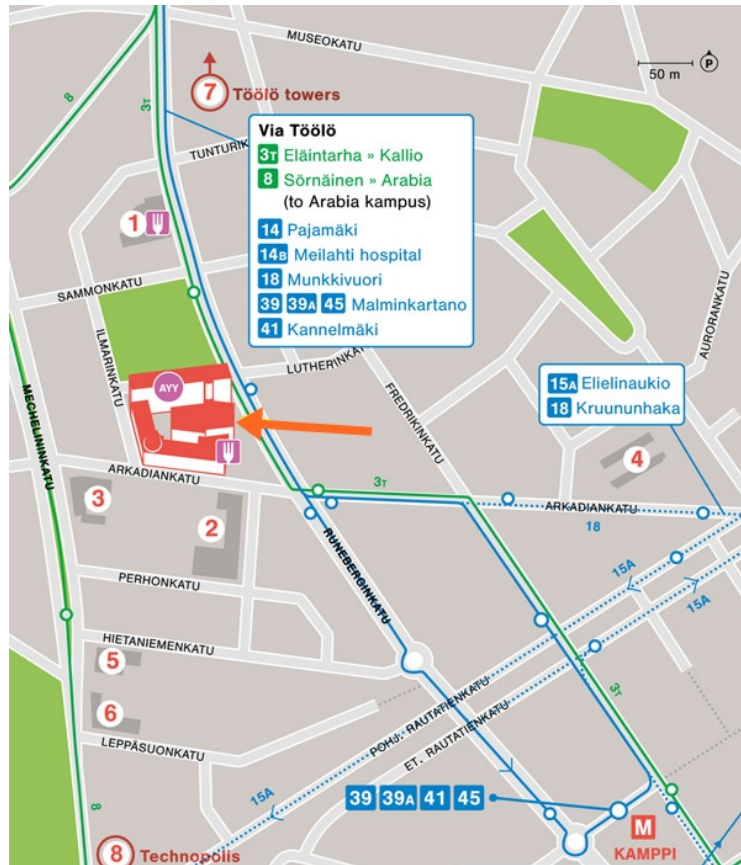 MUSEOKATU
50 m
P
8
3T
7
Töölö towers
TUNTURIK
Via Töölö
3T Eläintarha » Kallio
8 Sörnäinen » Arabia
(to Arabia kampus)
14 Pajamäki
14B Meilahti hospital
18 Munkkivuori
39 39A 45 Malminkartano
41 Kannelmäki
1
SAMMONKATU
ILMARINKATU
LUTHERINKATU
FREDRIKINKATU
AURORANKATU
MECHELININKATU
AYY
15A Elielinaukio
18 Kruununhaka
4
ARKADIANKATU
3T
ARKADIANKATU
18
3
2
RUNEBERGINKATU
15A
15A
PERHONKATU
HIETANIEMENKATU
5
6
LEPPÄSUONKATU
POHJ. RAUTATIENKATU
ET. RAUTATIENKATU
3T
15A
39 39A 41 45
8
M
KAMPPI
8
Technopolis